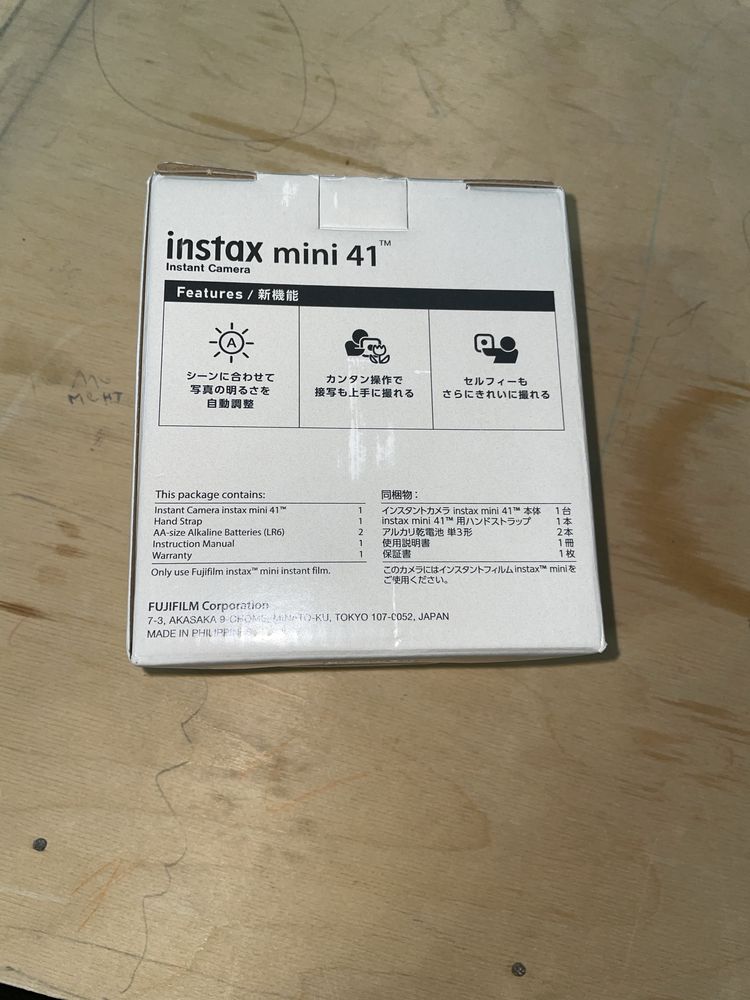 instax mini 41™
Instant Camera
Features / 新機能
A
シーンに合わせて
写真の明るさを
自動調整
カンタン操作で
接写も上手に撮れる
セルフィーも
さらにきれいに撮れる
This package contains:
Instant Camera instax mini 41™ 1
Hand Strap 1
AA-size Alkaline Batteries (LR6) 2
Instruction Manual 1
Warranty 1
Only use Fujifilm instax™ mini instant film.
同梱物：
インスタントカメラ instax mini 41™ 本体 1台
instax mini 41™ 用ハンドストラップ 1本
アルカリ乾電池 単3形 2本
使用説明書 1冊
保証書 1枚
このカメラにはインスタントフィルム instax™ miniを
ご使用ください。
FUJIFILM Corporation
7-3, AKASAKA 9-CHOME, MINATO-KU, TOKYO 107-0052, JAPAN
MADE IN PHILIPPINES